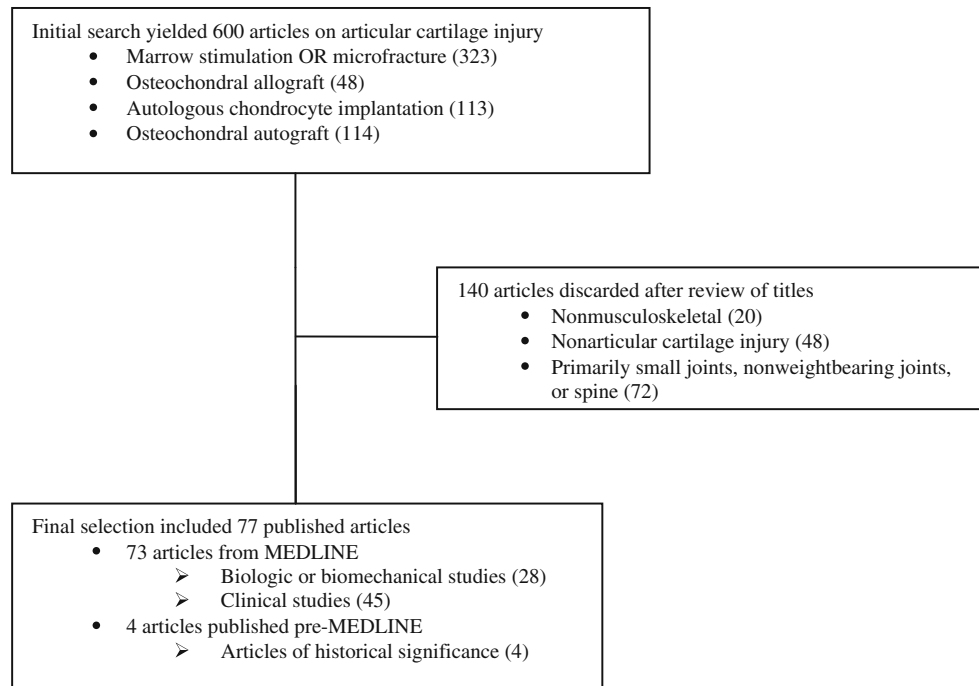 Initial search yielded 600 articles on articular cartilage injury
• Marrow stimulation OR microfracture (323)
• Osteochondral allograft (48)
• Autologous chondrocyte implantation (113)
• Osteochondral autograft (114)
140 articles discarded after review of titles
• Nonmusculoskeletal (20)
• Nonarticular cartilage injury (48)
• Primarily small joints, nonweightbearing joints,
or spine (72)
Final selection included 77 published articles
• 73 articles from MEDLINE
➢ Biologic or biomechanical studies (28)
➢ Clinical studies (45)
• 4 articles published pre-MEDLINE
➢ Articles of historical significance (4)